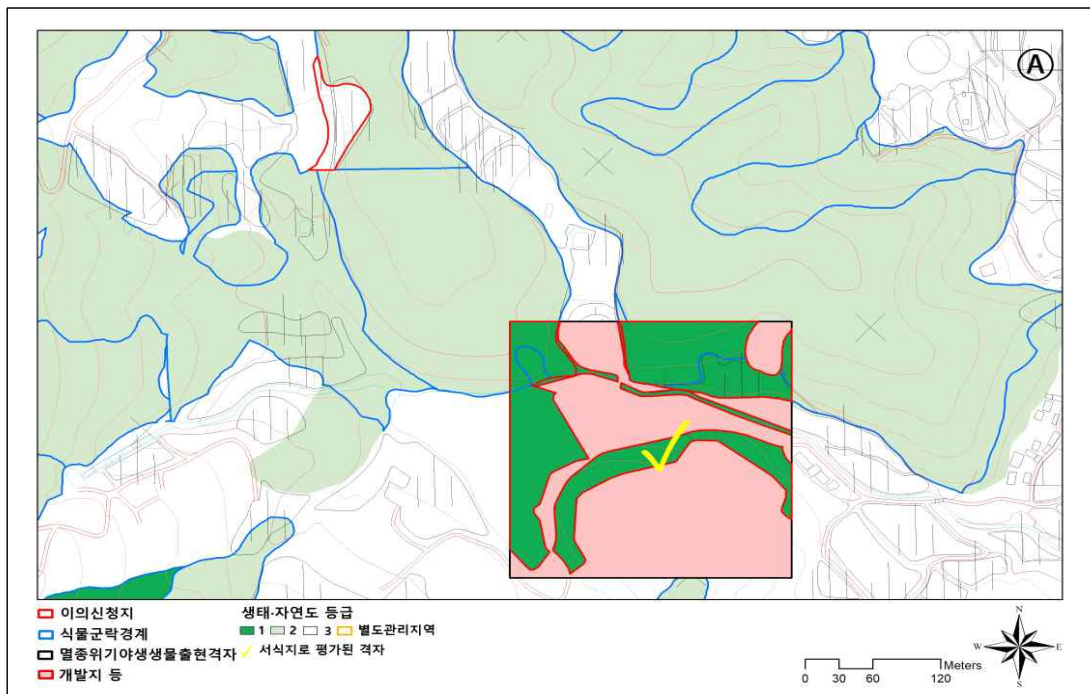 A
이의신청지
식물군락경계
멸종위기야생생물출현격자
개발지 등
생태·자연도 등급
1 2 3 별도관리지역
서식지로 평가된 격자
N
W E
S
Meters
0 30 60 120